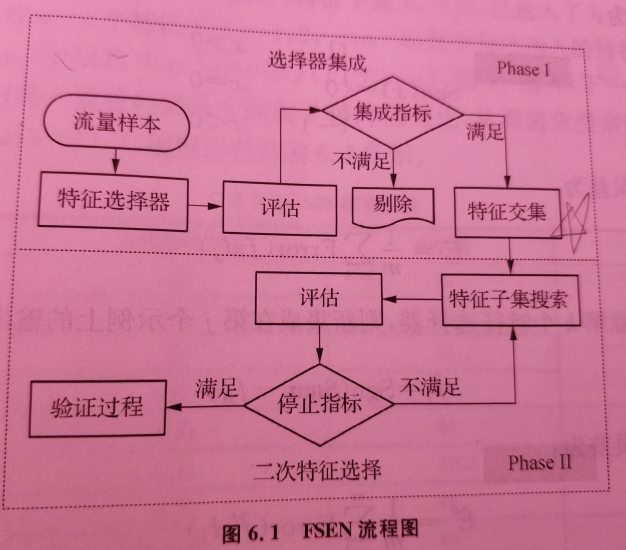 选择器集成
Phase I
流量样本
集成指标
满足
不满足
特征选择器
评估
剔除
特征交集
评估
特征子集搜索
满足
不满足
验证过程
停止指标
二次特征选择
Phase II
图 6.1 FSEN 流程图